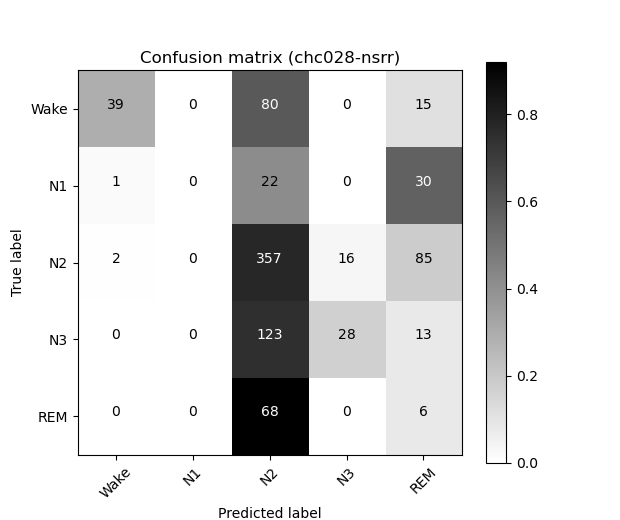 Confusion matrix (chc028-nsrr)
True label
Wake 39 0 80 0 15
N1 1 0 22 0 30
N2 2 0 357 16 85
N3 0 0 123 28 13
REM 0 0 68 0 6
Wake N1 N2 N3 REM
Predicted label
0.8
0.6
0.4
0.2
0.0